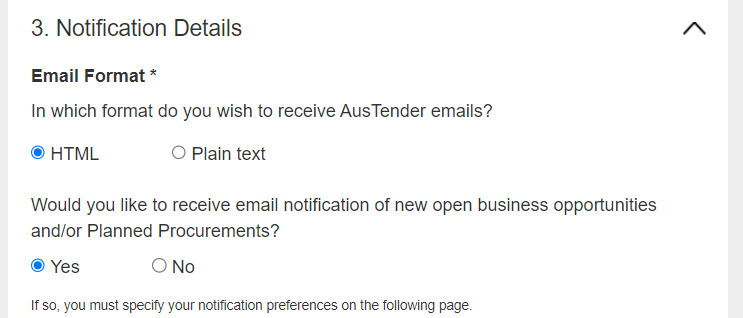 3. Notification Details
Email Format *
In which format do you wish to receive AusTender emails?
HTML Plain text
Would you like to receive email notification of new open business opportunities
and/or Planned Procurements?
Yes No
If so, you must specify your notification preferences on the following page.